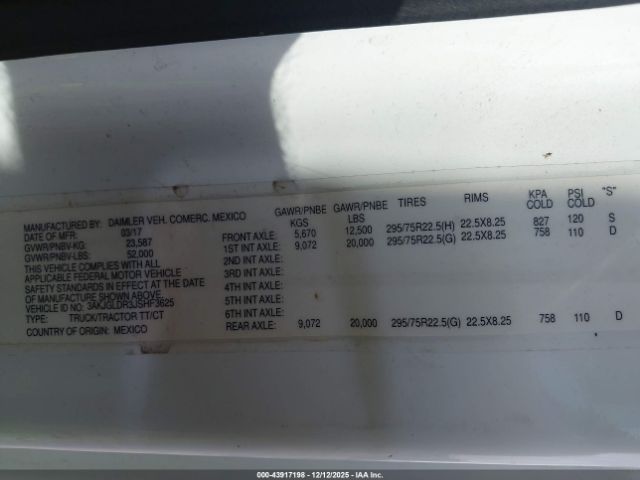 MANUFACTURED BY: DAIMLER VEH. COMERC. MEXICO
DATE OF MFR: 03/17
GVWR/PNBV-KG: 23,587
GVWR/PNBV-LBS: 52,000
THIS VEHICLE COMPLIES WITH ALL
APPLICABLE FEDERAL MOTOR VEHICLE
SAFETY STANDARDS IN EFFECT AT THE DATE
OF MANUFACTURE SHOWN ABOVE
VEHICLE ID NO: 3AKJGLDR3JSHF3625
TYPE: TRUCK/TRACTOR TT/CT
COUNTRY OF ORIGIN: MEXICO
GAWR/PNBE KGS GAWR/PNBE LBS TIRES RIMS KPA COLD PSI COLD "S"
FRONT AXLE: 5,670 12,500 295/75R22.5(H) 22.5X8.25 827 120 S
1ST INT AXLE: 9,072 20,000 295/75R22.5(G) 22.5X8.25 758 110 D
2ND INT AXLE:
3RD INT AXLE:
4TH INT AXLE:
5TH INT AXLE:
6TH INT AXLE:
REAR AXLE: 9,072 20,000 295/75R22.5(G) 22.5X8.25 758 110 D
000-43917198 - 12/12/2025 - IAA Inc.